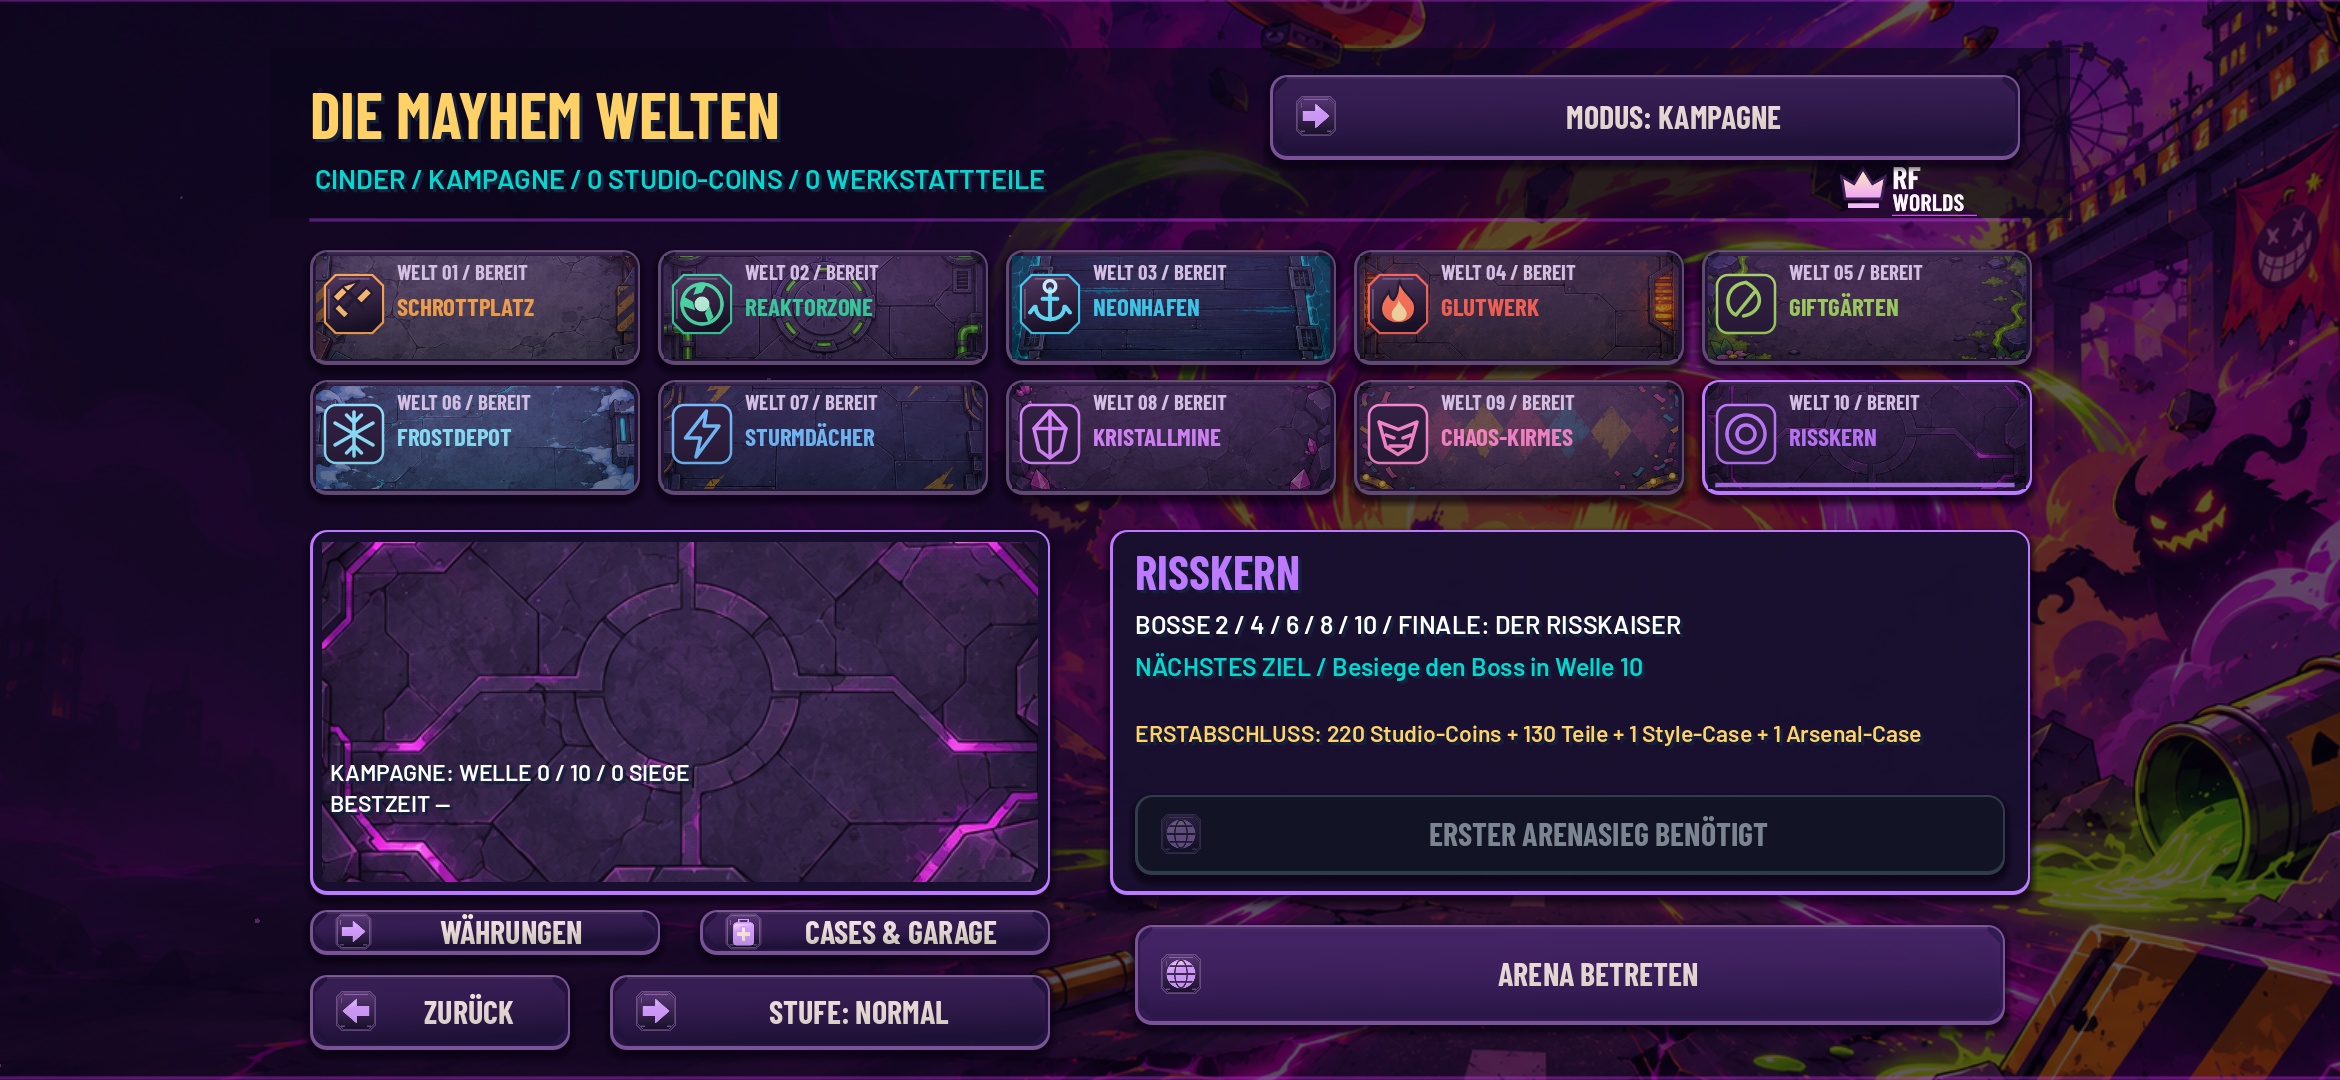 DIE MAYHEM WELTEN
MODUS: KAMPAGNE
CINDER / KAMPAGNE / 0 STUDIO-COINS / 0 WERKSTATTTEILE
RF
WORLDS
WELT 01 / BEREIT
SCHROTTPLATZ
WELT 02 / BEREIT
REAKTORZONE
WELT 03 / BEREIT
NEONHAFEN
WELT 04 / BEREIT
GLUTWERK
WELT 05 / BEREIT
GIFTGÄRTEN
WELT 06 / BEREIT
FROSTDEPOT
WELT 07 / BEREIT
STURMDÄCHER
WELT 08 / BEREIT
KRISTALLMINE
WELT 09 / BEREIT
CHAOS-KIRMES
WELT 10 / BEREIT
RISSKERN
KAMPAGNE: WELLE 0 / 10 / 0 SIEGE
BESTZEIT —
RISSKERN
BOSSE 2 / 4 / 6 / 8 / 10 / FINALE: DER RISSKAISER
NÄCHSTES ZIEL / Besiege den Boss in Welle 10
ERSTABSCHLUSS: 220 Studio-Coins + 130 Teile + 1 Style-Case + 1 Arsenal-Case
ERSTER ARENASIEG BENÖTIGT
WÄHRUNGEN
CASES & GARAGE
ZURÜCK
STUFE: NORMAL
ARENA BETRETEN